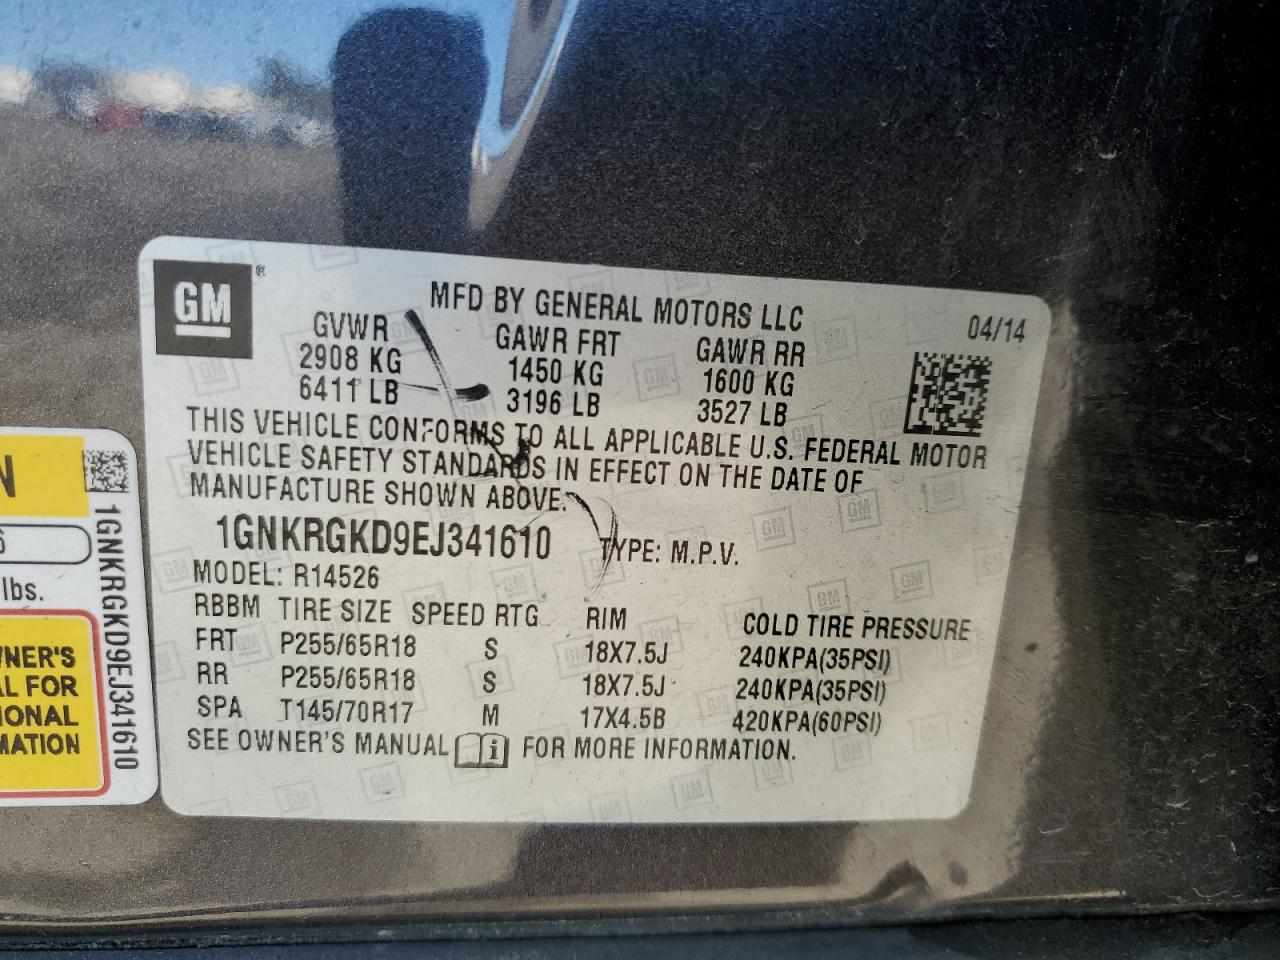 GM
MFD BY GENERAL MOTORS LLC
04/14
GVWR GAWR FRT GAWR RR
2908 KG 1450 KG 1600 KG
6411 LB 3196 LB 3527 LB
THIS VEHICLE CONFORMS TO ALL APPLICABLE U.S. FEDERAL MOTOR
VEHICLE SAFETY STANDARDS IN EFFECT ON THE DATE OF
MANUFACTURE SHOWN ABOVE.
1GNKRGKD9EJ341610 TYPE: M.P.V.
MODEL: R14526
RBBM TIRE SIZE SPEED RTG RIM COLD TIRE PRESSURE
FRT P255/65R18 S 18X7.5J 240KPA(35PSI)
RR P255/65R18 S 18X7.5J 240KPA(35PSI)
SPA T145/70R17 M 17X4.5B 420KPA(60PSI)
SEE OWNER'S MANUAL i FOR MORE INFORMATION.
1GNKRGKD9EJ341610
N
lbs.
NER'S
AL FOR
IONAL
MATION